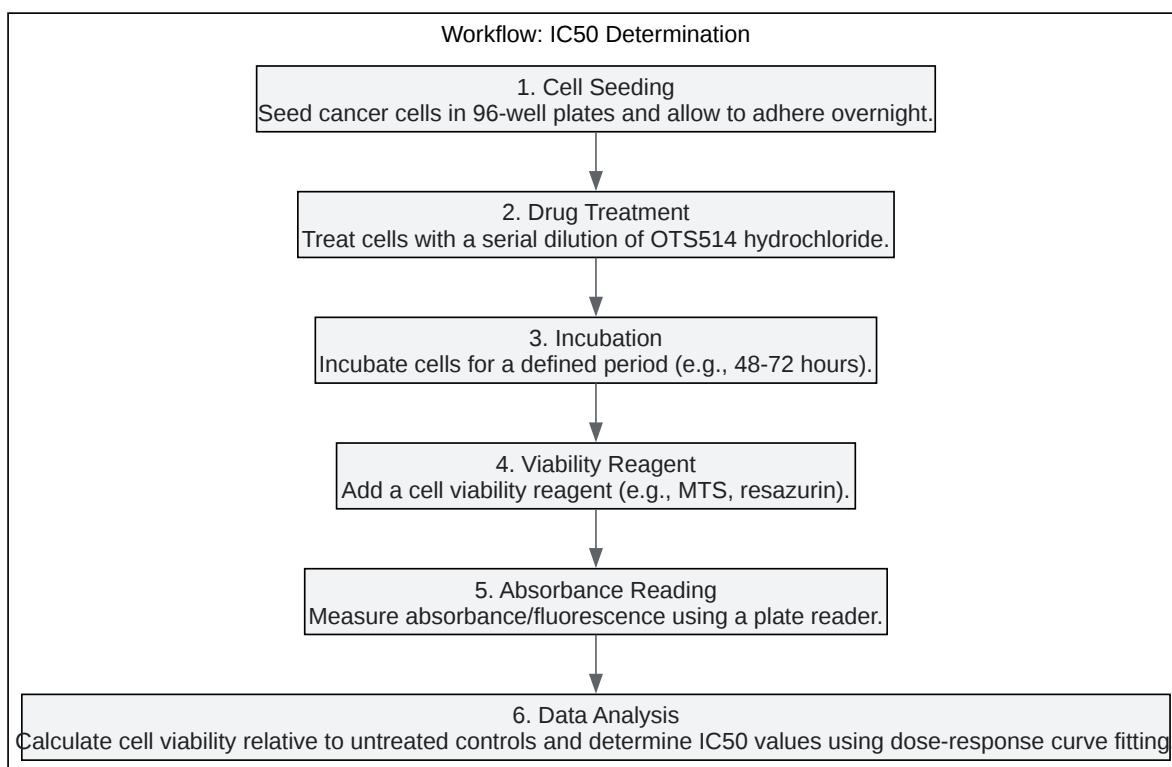 Workflow: IC50 Determination
1. Cell Seeding
Seed cancer cells in 96-well plates and allow to adhere overnight.
2. Drug Treatment
Treat cells with a serial dilution of OTS514 hydrochloride.
3. Incubation
Incubate cells for a defined period (e.g., 48-72 hours).
4. Viability Reagent
Add a cell viability reagent (e.g., MTS, resazurin).
5. Absorbance Reading
Measure absorbance/fluorescence using a plate reader.
6. Data Analysis
Calculate cell viability relative to untreated controls and determine IC50 values using dose-response curve fitting